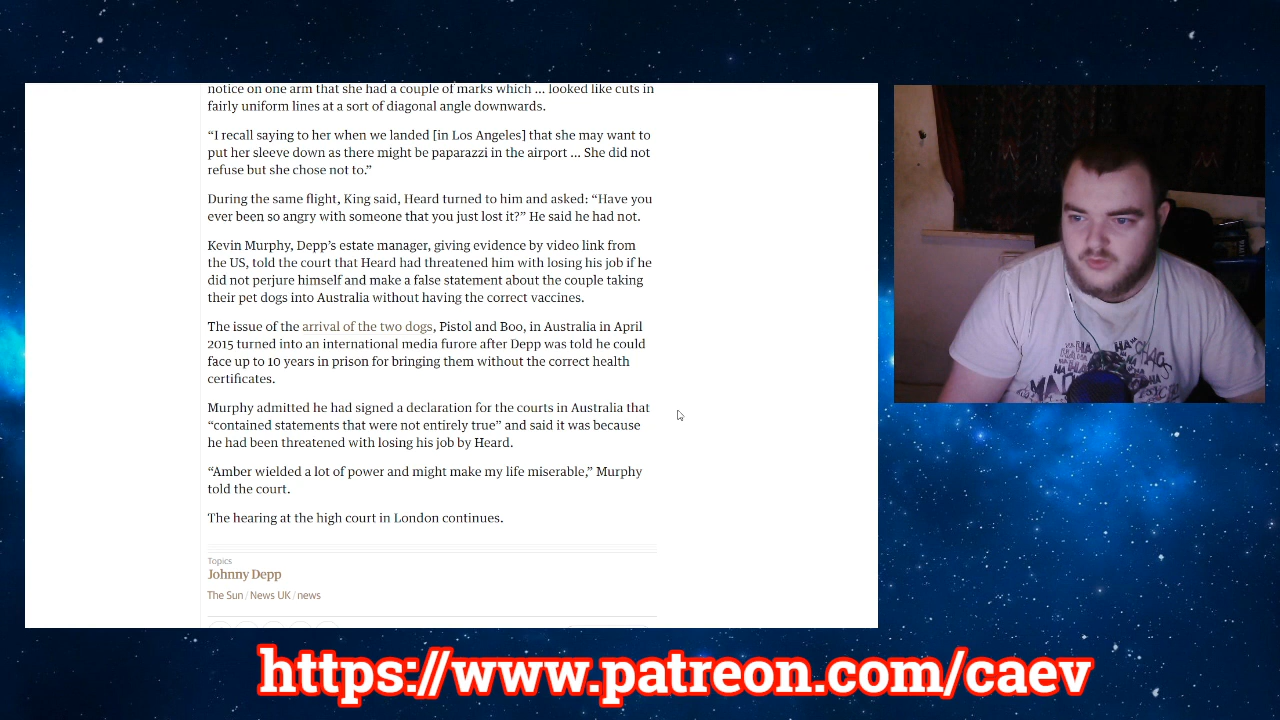 notice on one arm that she had a couple of marks which ... looked like cuts in
fairly uniform lines at a sort of diagonal angle downwards.
“I recall saying to her when we landed [in Los Angeles] that she may want to
put her sleeve down as there might be paparazzi in the airport ... She did not
refuse but she chose not to.”
During the same flight, King said, Heard turned to him and asked: “Have you
ever been so angry with someone that you just lost it?” He said he had not.
Kevin Murphy, Depp’s estate manager, giving evidence by video link from
the US, told the court that Heard had threatened him with losing his job if he
did not perjure himself and make a false statement about the couple taking
their pet dogs into Australia without having the correct vaccines.
The issue of the arrival of the two dogs, Pistol and Boo, in Australia in April
2015 turned into an international media furore after Depp was told he could
face up to 10 years in prison for bringing them without the correct health
certificates.
Murphy admitted he had signed a declaration for the courts in Australia that
“contained statements that were not entirely true” and said it was because
he had been threatened with losing his job by Heard.
“Amber wielded a lot of power and might make my life miserable,” Murphy
told the court.
The hearing at the high court in London continues.
Topics
Johnny Depp
The Sun / News UK / news
https://www.patreon.com/caev